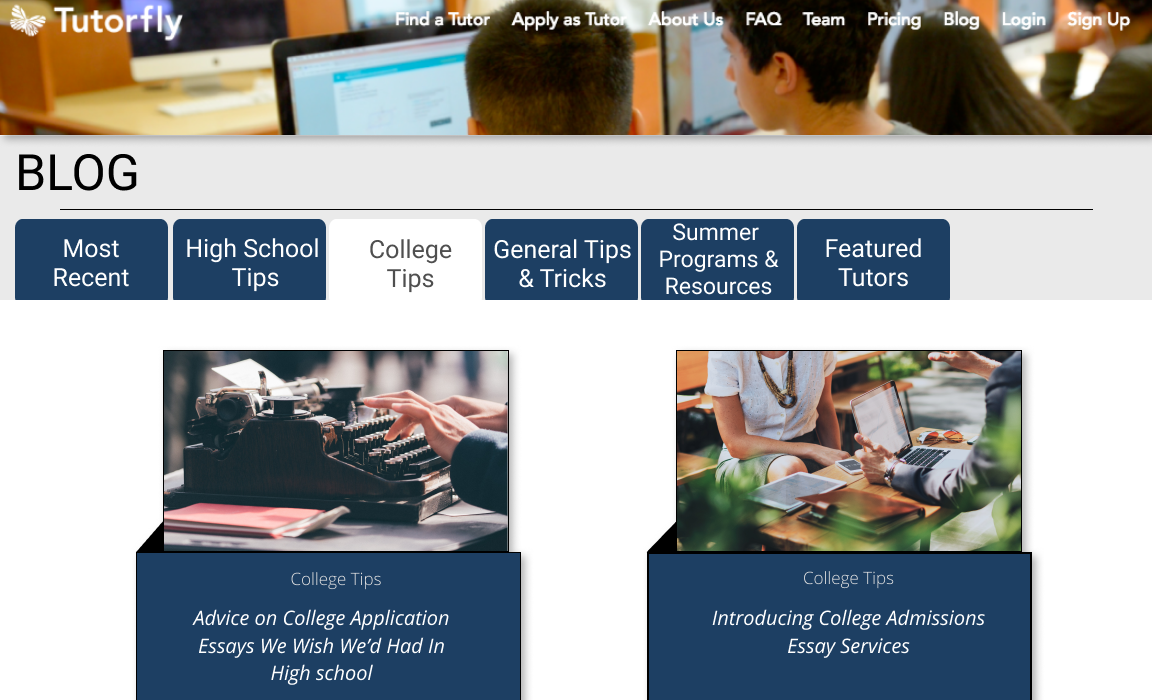 Tutorfly
Find a Tutor Apply as Tutor About Us FAQ Team Pricing Blog Login Sign Up
BLOG
Most
Recent
High School
Tips
College
Tips
General Tips
& Tricks
Summer
Programs &
Resources
Featured
Tutors
College Tips
Advice on College Application
Essays We Wish We’d Had In
High school
College Tips
Introducing College Admissions
Essay Services